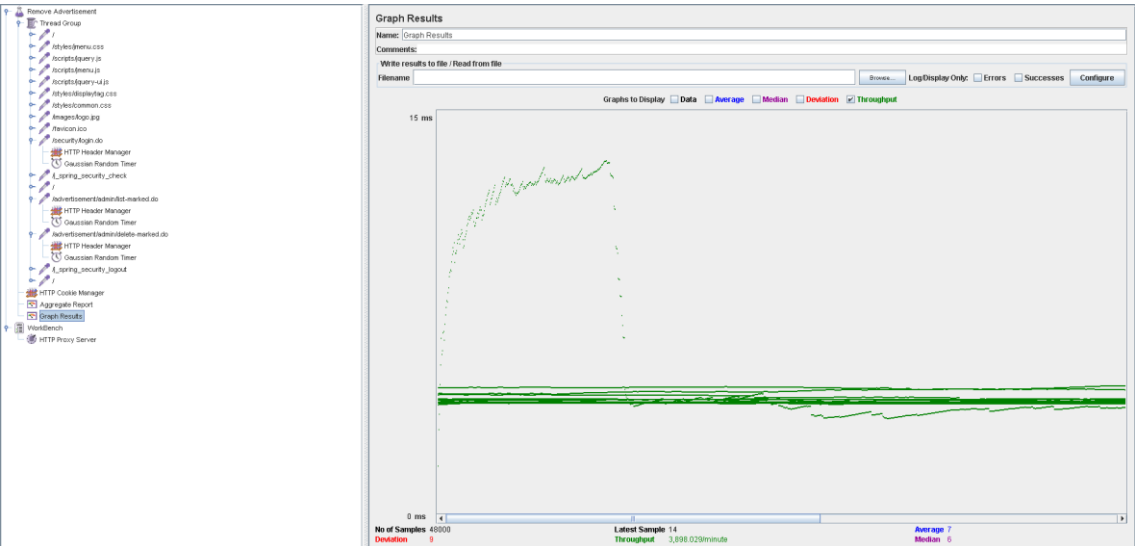 Remove Advertisement
Thread Group
/
/styles/menu.css
/scripts/jquery.js
/scripts/menu.js
/scripts/jquery-ui.js
/styles/displaytag.css
/styles/common.css
/images/logo.jpg
/favicon.ico
/security/login.do
HTTP Header Manager
Gaussian Random Timer
/j_spring_security_check
/
/advertisement/admin/list-marked.do
HTTP Header Manager
Gaussian Random Timer
/advertisement/admin/delete-marked.do
HTTP Header Manager
Gaussian Random Timer
/j_spring_security_logout
/
HTTP Cookie Manager
Aggregate Report
Graph Results
WorkBench
HTTP Proxy Server
Graph Results
Name: Graph Results
Comments:
Write results to file / Read from file
Filename Browse... Log/Display Only: Errors Successes Configure
Graphs to Display Data Average Median Deviation Throughput
15 ms
0 ms
No of Samples 48000 Latest Sample 14 Average 7
Deviation 9 Throughput 3,898.029/minute Median 6